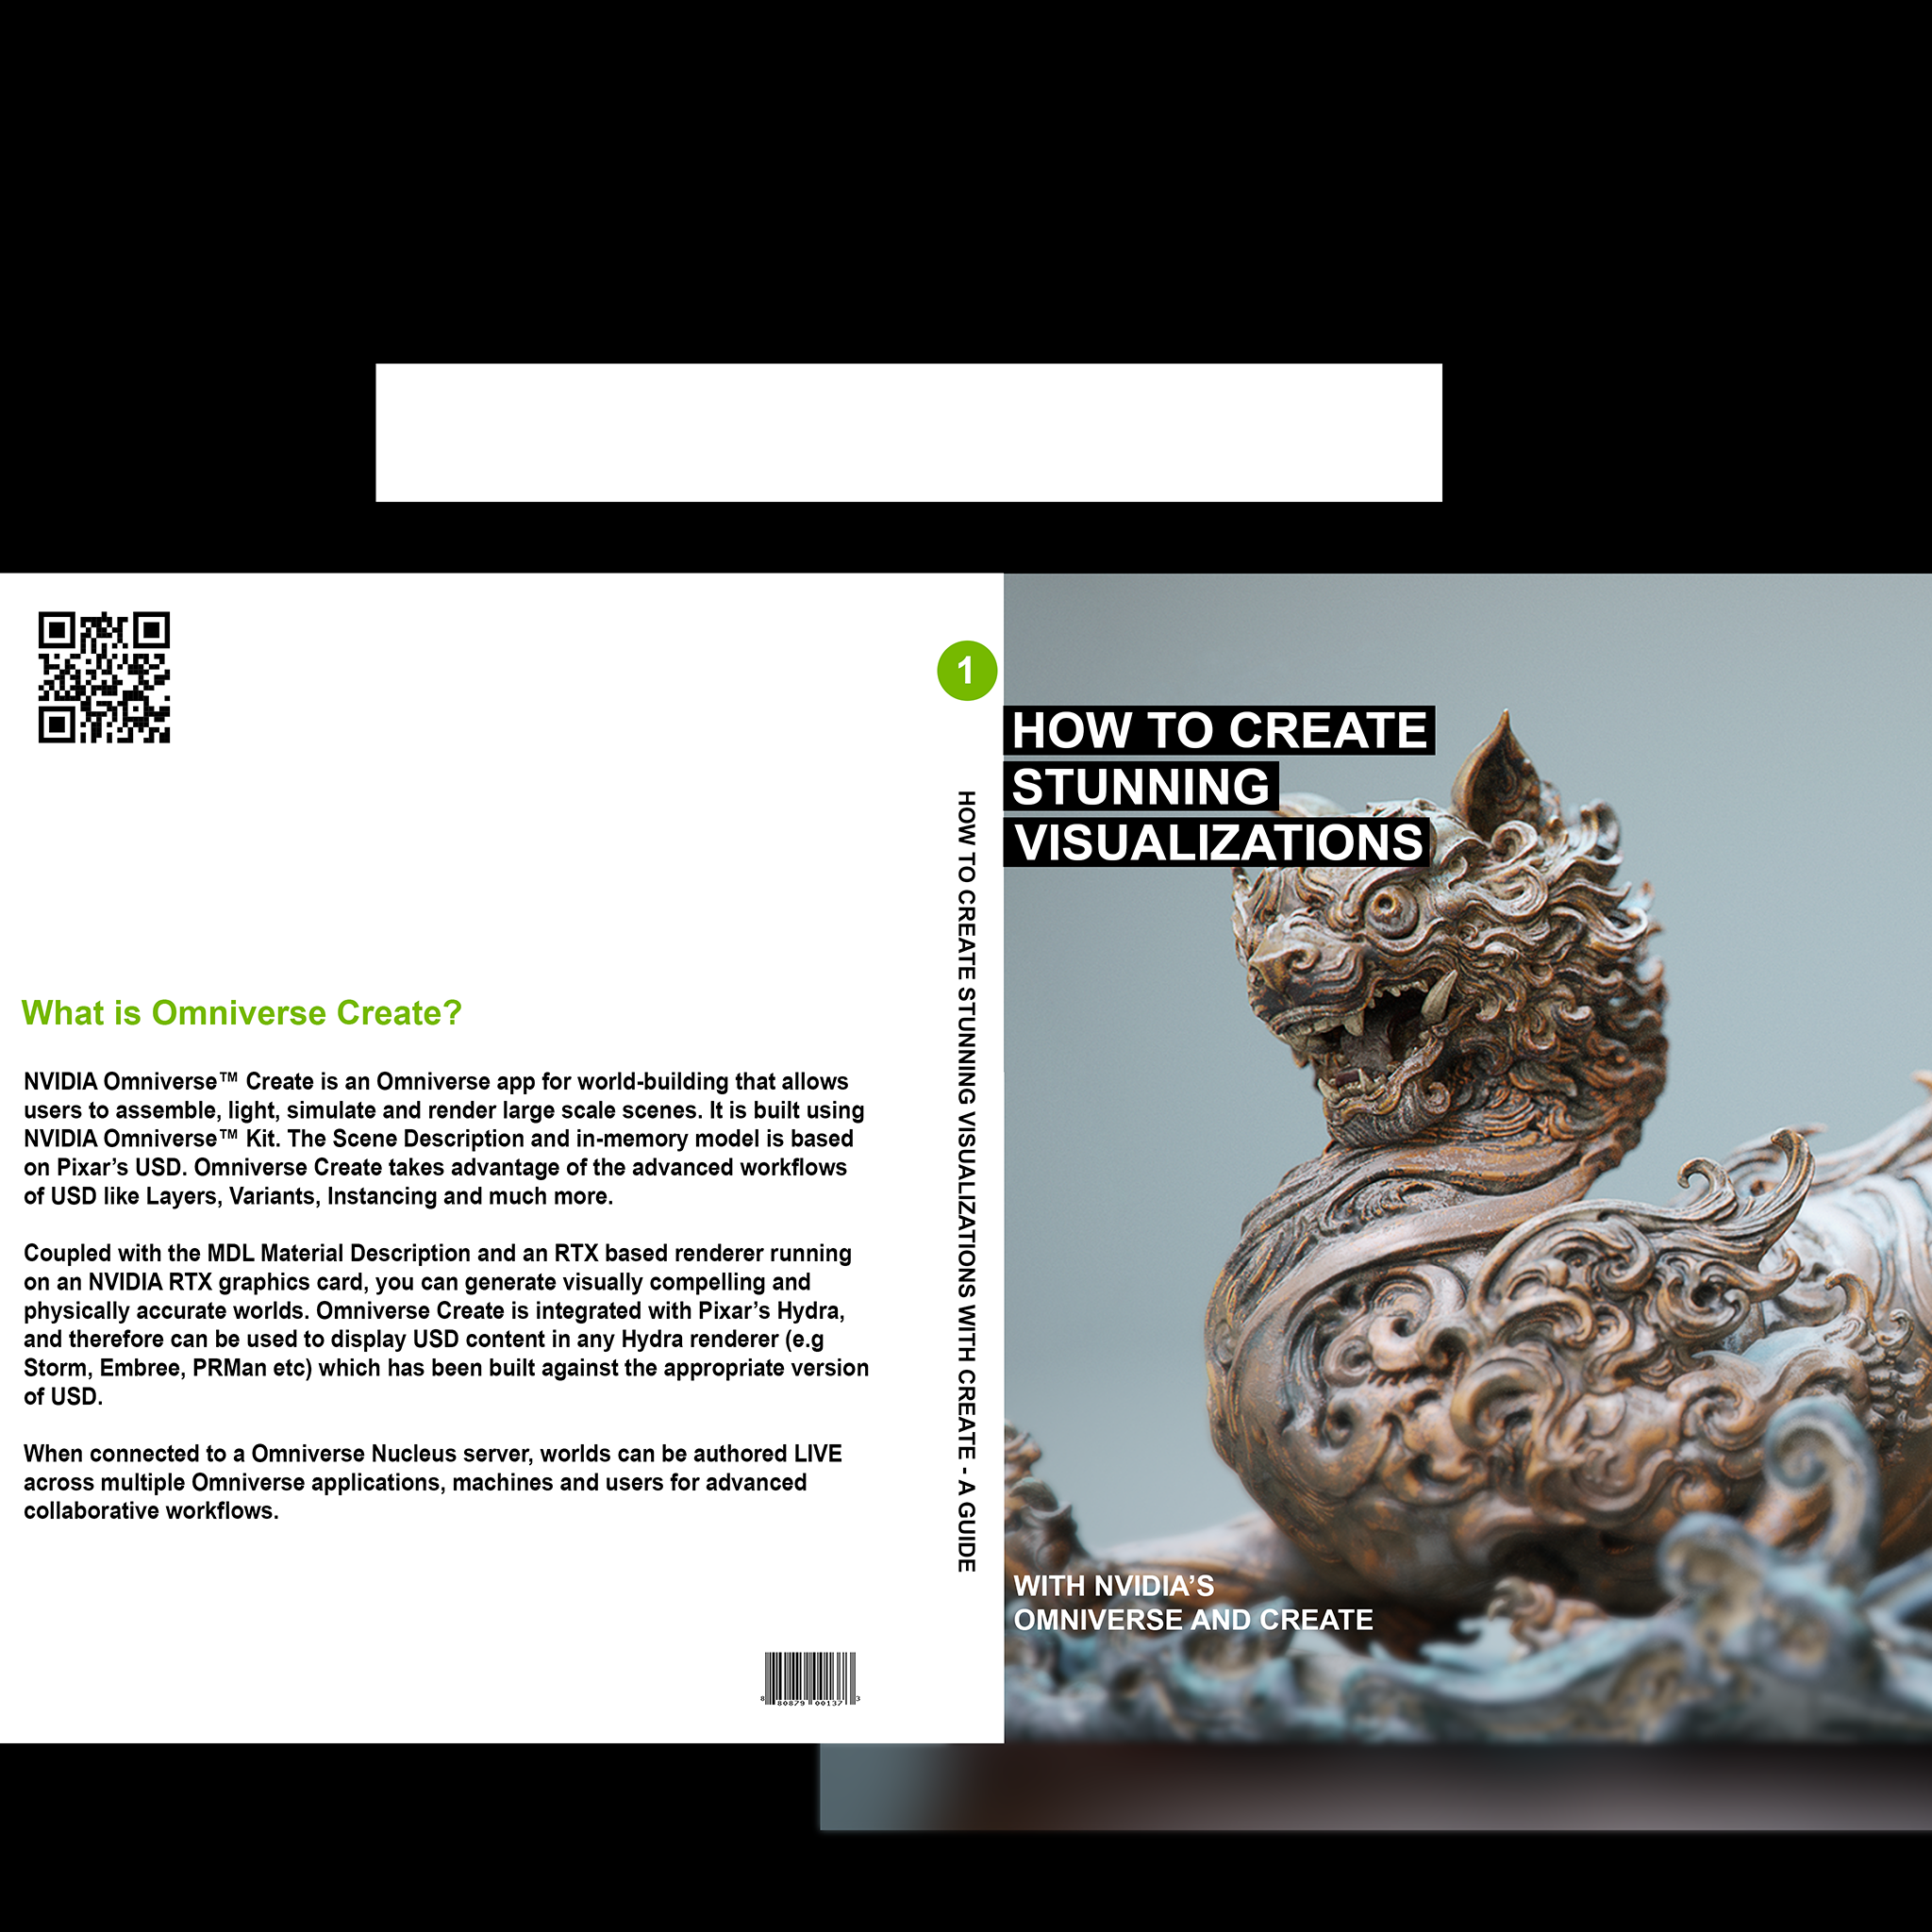 1
HOW TO CREATE STUNNING VISUALIZATIONS WITH CREATE - A GUIDE
What is Omniverse Create?
NVIDIA Omniverse™ Create is an Omniverse app for world-building that allows
users to assemble, light, simulate and render large scale scenes. It is built using
NVIDIA Omniverse™ Kit. The Scene Description and in-memory model is based
on Pixar’s USD. Omniverse Create takes advantage of the advanced workflows
of USD like Layers, Variants, Instancing and much more.
Coupled with the MDL Material Description and an RTX based renderer running
on an NVIDIA RTX graphics card, you can generate visually compelling and
physically accurate worlds. Omniverse Create is integrated with Pixar’s Hydra,
and therefore can be used to display USD content in any Hydra renderer (e.g
Storm, Embree, PRMan etc) which has been built against the appropriate version
of USD.
When connected to a Omniverse Nucleus server, worlds can be authored LIVE
across multiple Omniverse applications, machines and users for advanced
collaborative workflows.
8 80879 00137 3
HOW TO CREATE
STUNNING
VISUALIZATIONS
WITH NVIDIA’S
OMNIVERSE AND CREATE